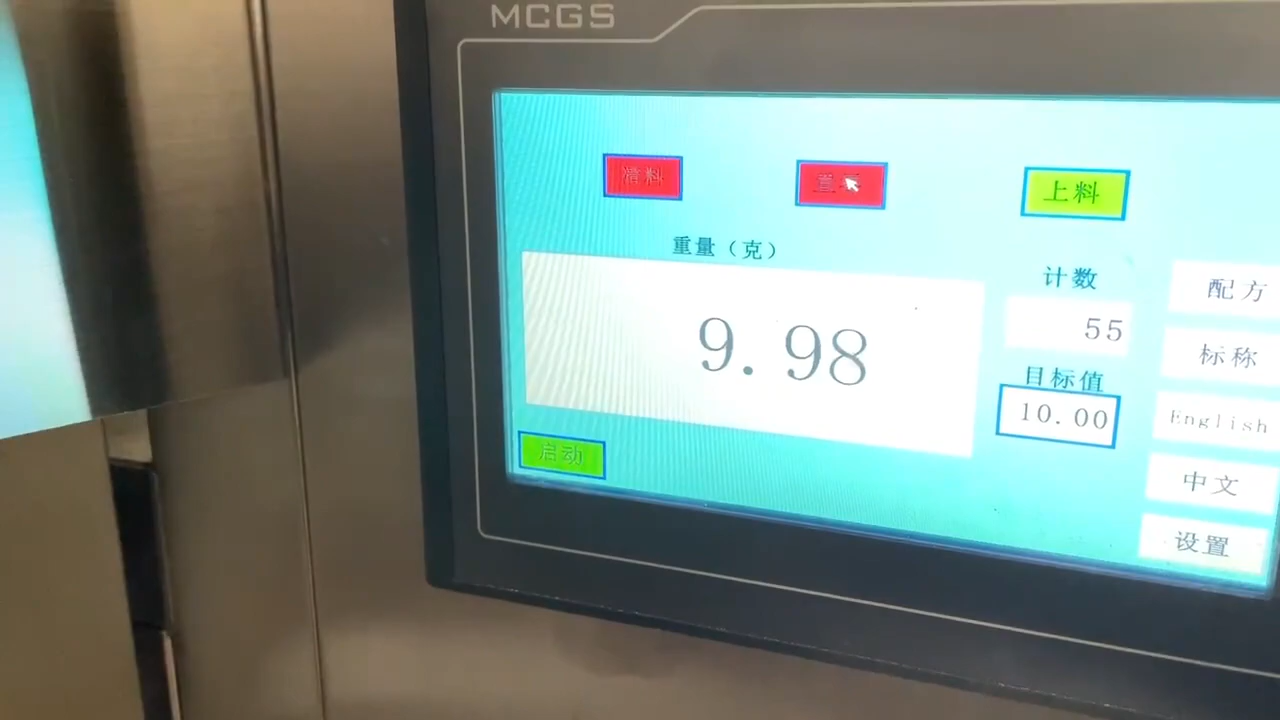 MCGS
清料
上料
重量（克）
9.98
计数
55
目标值
10.00
启动
配方
标称
English
中文
设置